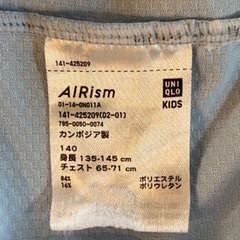 141-425209
AIRism
UNI
QLO
KIDS
01-14-0N011A
141-425209(02-01)
785-0050-0074
カンボジア製
140
身長 135-145 cm
チェスト 65-71 cm
84% ポリエステル
16% ポリウレタン